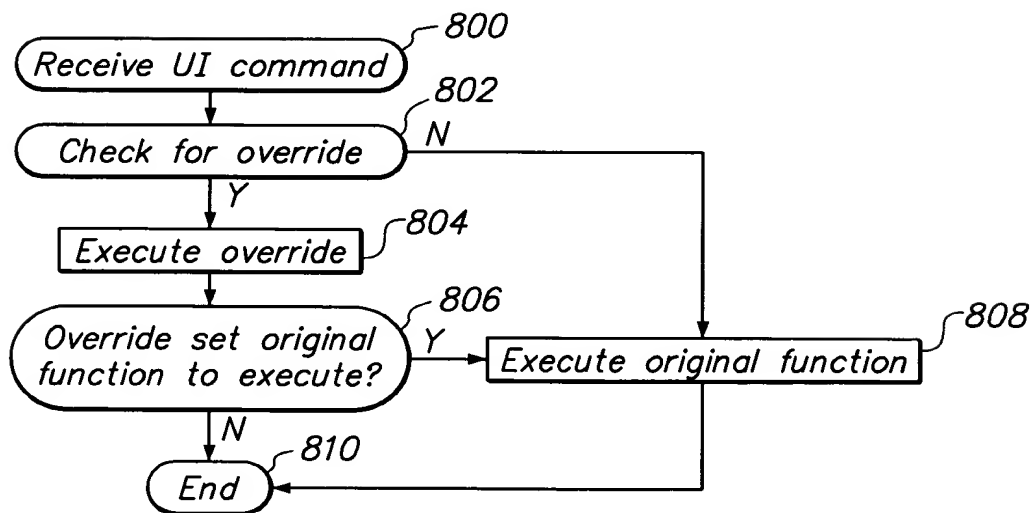 800
Receive UI command
802
Check for override
N
Y
804
Execute override
806
Override set original
function to execute?
Y
808
Execute original function
N
810
End